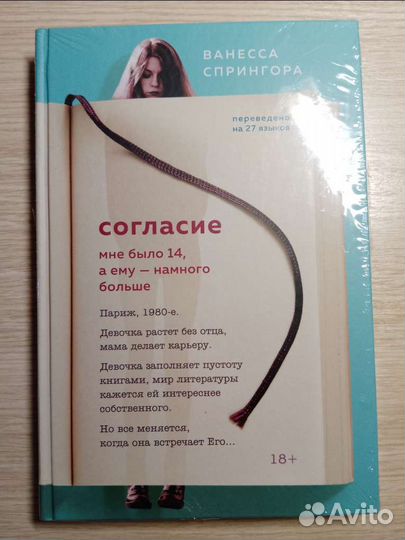 ВАНЕССА
СПРИНГОРА
переведено
на 27 языков
согласие
мне было 14,
а ему — намного
больше
Париж, 1980-е.
Девочка растет без отца,
мама делает карьеру.
Девочка заполняет пустоту
книгами, мир литературы
кажется ей интереснее
собственного.
Но все меняется,
когда она встречает Его...
18+
Avito